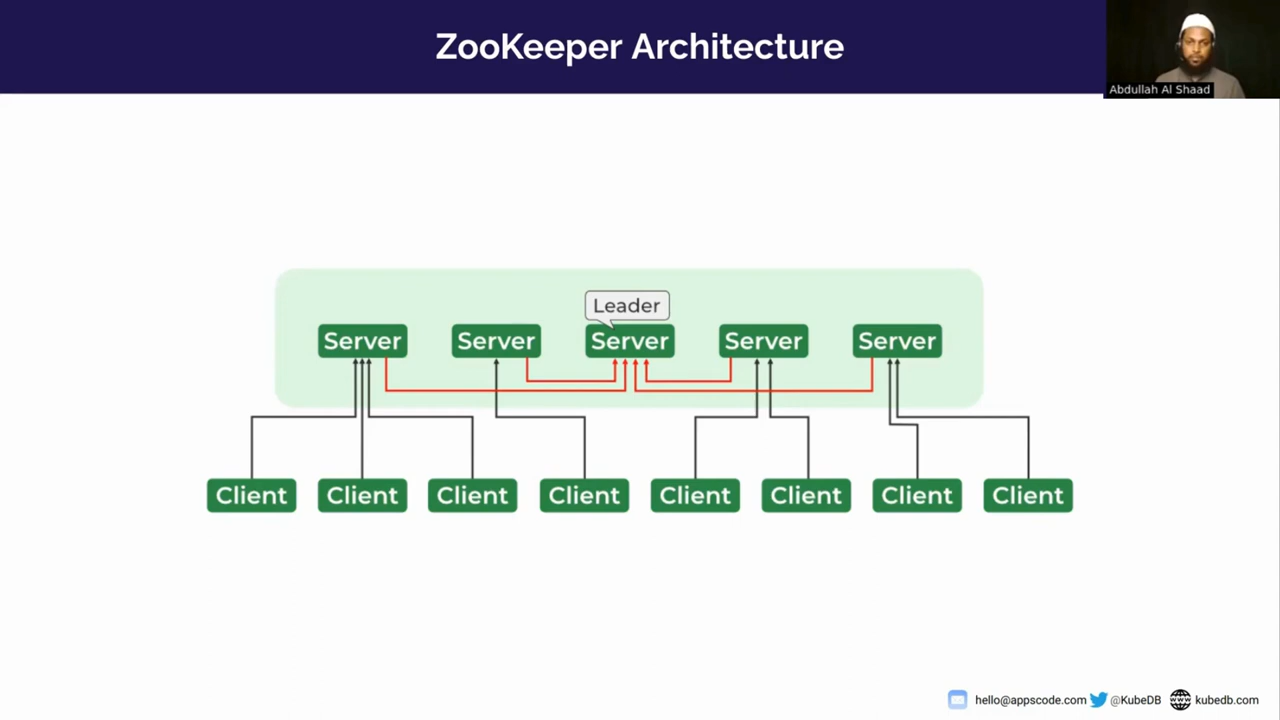 ZooKeeper Architecture
Abdullah Al Shaad
Leader
Server Server Server Server Server
Client Client Client Client Client Client Client Client
hello@appscode.com @KubeDB www kubedb.com